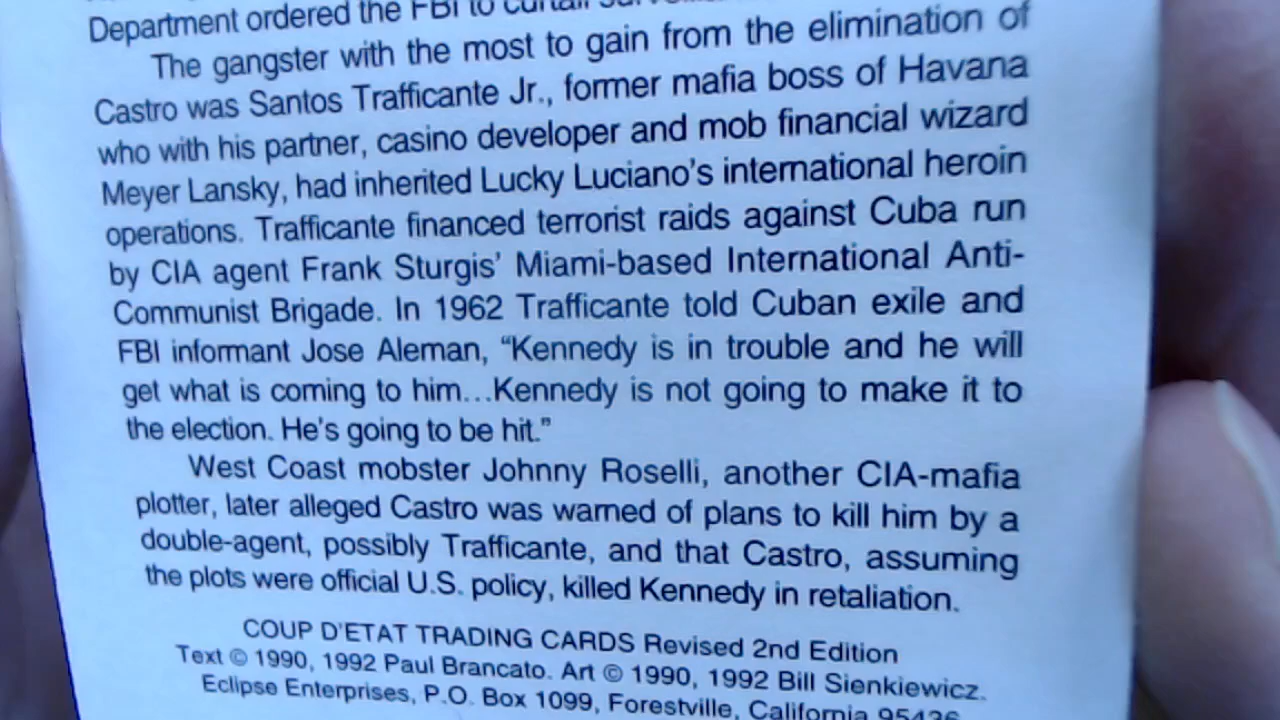 Department ordered the FBI to curtail
The gangster with the most to gain from the elimination of
Castro was Santos Trafficante Jr., former mafia boss of Havana
who with his partner, casino developer and mob financial wizard
Meyer Lansky, had inherited Lucky Luciano's international heroin
operations. Trafficante financed terrorist raids against Cuba run
by CIA agent Frank Sturgis' Miami-based International Anti-
Communist Brigade. In 1962 Trafficante told Cuban exile and
FBI informant Jose Aleman, “Kennedy is in trouble and he will
get what is coming to him...Kennedy is not going to make it to
the election. He's going to be hit.”
West Coast mobster Johnny Roselli, another CIA-mafia
plotter, later alleged Castro was warned of plans to kill him by a
double-agent, possibly Trafficante, and that Castro, assuming
the plots were official U.S. policy, killed Kennedy in retaliation.
COUP D'ETAT TRADING CARDS Revised 2nd Edition
Text © 1990, 1992 Paul Brancato. Art © 1990, 1992 Bill Sienkiewicz.
Eclipse Enterprises, P.O. Box 1099, Forestville, California 95436